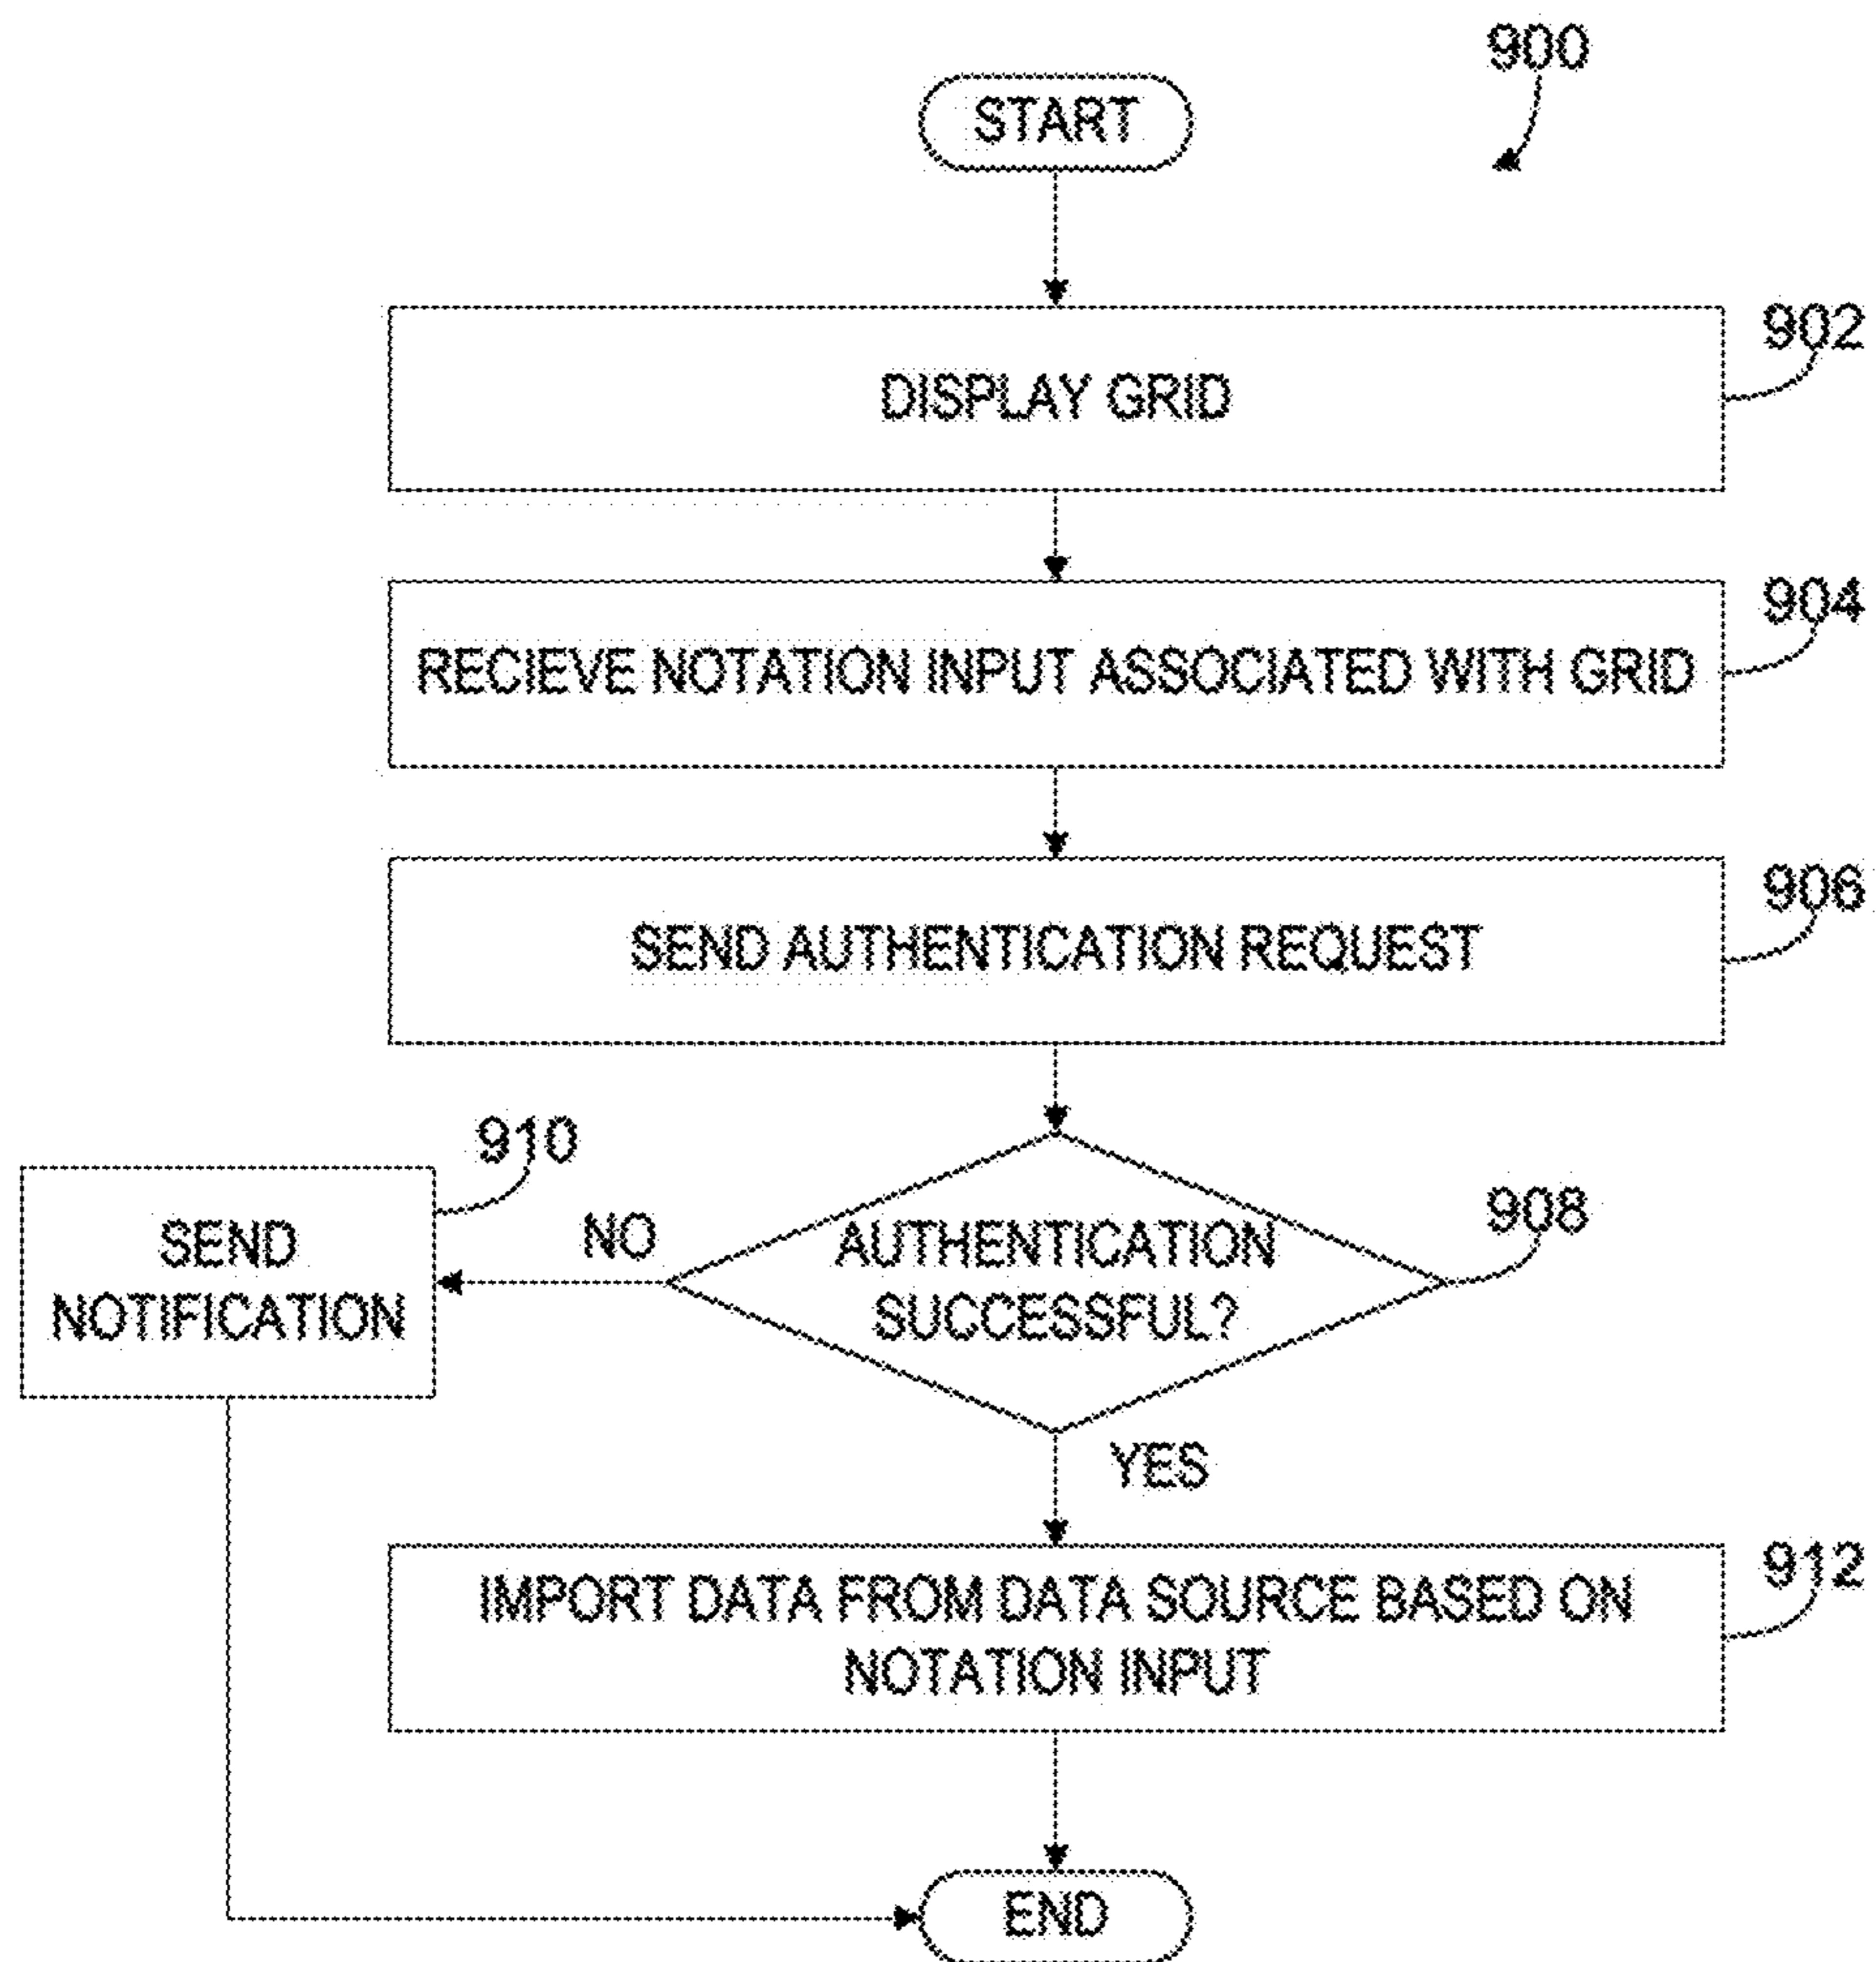 900
START
902
DISPLAY GRID
904
RECIEVE NOTATION INPUT ASSOCIATED WITH GRID
906
SEND AUTHENTICATION REQUEST
910
SEND
NOTIFICATION
NO
908
AUTHENTICATION
SUCCESSFUL?
YES
912
IMPORT DATA FROM DATA SOURCE BASED ON
NOTATION INPUT
END